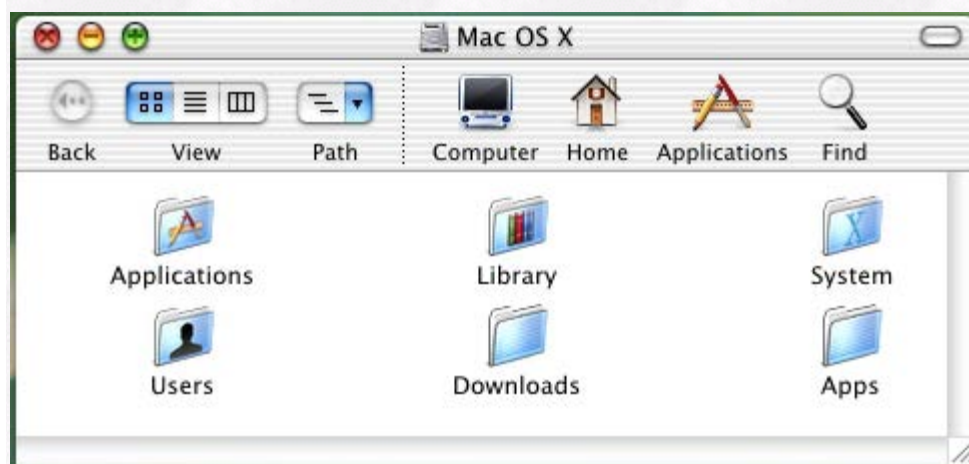 Mac OS X
Back View Path Computer Home Applications Find
Applications Library System
Users Downloads Apps